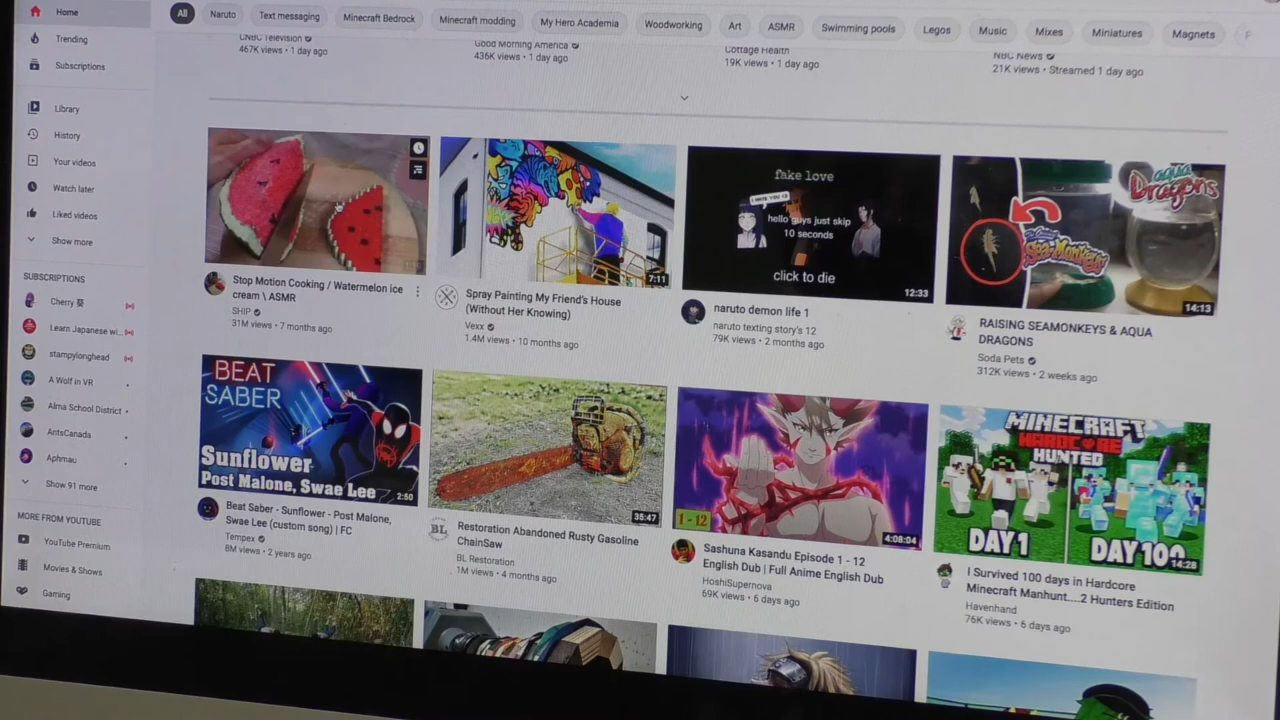 Home
Trending
Subscriptions
Library
History
Your videos
Watch later
Liked videos
Show more
SUBSCRIPTIONS
Cherry 葵
Learn Japanese wi...
stampylonghead
A Wolf in VR
Alma School District
AntsCanada
Aphmau
Show 91 more
MORE FROM YOUTUBE
YouTube Premium
Movies & Shows
Gaming
All
Naruto
Text messaging
Minecraft Bedrock
Minecraft modding
My Hero Academia
Woodworking
Art
ASMR
Swimming pools
Legos
Music
Mixes
Miniatures
Magnets
CNBC Television
467K views • 1 day ago
Good Morning America
436K views • 1 day ago
Cottage Health
19K views • 1 day ago
NBC News
21K views • Streamed 1 day ago
Stop Motion Cooking / Watermelon ice
cream \ ASMR
SHIP
31M views • 7 months ago
7:11
Spray Painting My Friend's House
(Without Her Knowing)
Vexx
1.4M views • 10 months ago
fake love
I HATE YOU <3
hello guys just skip
10 seconds
click to die
12:33
naruto demon life 1
naruto texting story's 12
79K views • 2 months ago
aqua
Dragons
Sea-Monkeys
14:13
RAISING SEAMONKEYS & AQUA
DRAGONS
Soda Pets
312K views • 2 weeks ago
BEAT
SABER
Sunflower
Post Malone, Swae Lee
2:50
Beat Saber - Sunflower - Post Malone,
Swae Lee (custom song) | FC
Tempex
8M views • 2 years ago
35:47
BL
Restoration Abandoned Rusty Gasoline
ChainSaw
BL Restoration
1M views • 4 months ago
1 - 12
4:08:04
Sashuna Kasandu Episode 1 - 12
English Dub | Full Anime English Dub
HoshiSupernova
69K views • 6 days ago
MINECRAFT
HARDCORE
HUNTED
DAY 1
DAY 100
14:28
I Survived 100 days in Hardcore
Minecraft Manhunt....2 Hunters Edition
Havenhand
76K views • 6 days ago